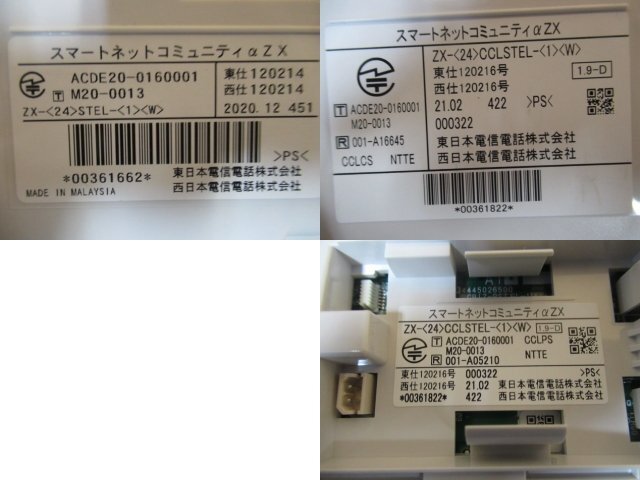 スマートネットコミュニティαZX
T ACDE20-0160001
M20-0013
東仕120214
西仕120214
ZX-<24>STEL-<1><W>
2020.12 451
*00361662*
>PS<
MADE IN MALAYSIA
東日本電信電話株式会社
西日本電信電話株式会社
スマートネットコミュニティαZX
ZX-<24>CCLSTEL-<1><W>
東仕120216号
西仕120216号
1.9-D
T ACDE20-0160001
M20-0013
R 001-A16645
CCLCS NTTE
21.02 422 >PS<
000322
東日本電信電話株式会社
西日本電信電話株式会社
*00361822*
スマートネットコミュニティαZX
ZX-<24>CCLSTEL-<1><W> 1.9-D
T ACDE20-0160001 CCLPS
M20-0013
R 001-A05210 NTTE
東仕120216号 000322 >PS<
西仕120216号 21.02 東日本電信電話株式会社
*00361822* 422 西日本電信電話株式会社